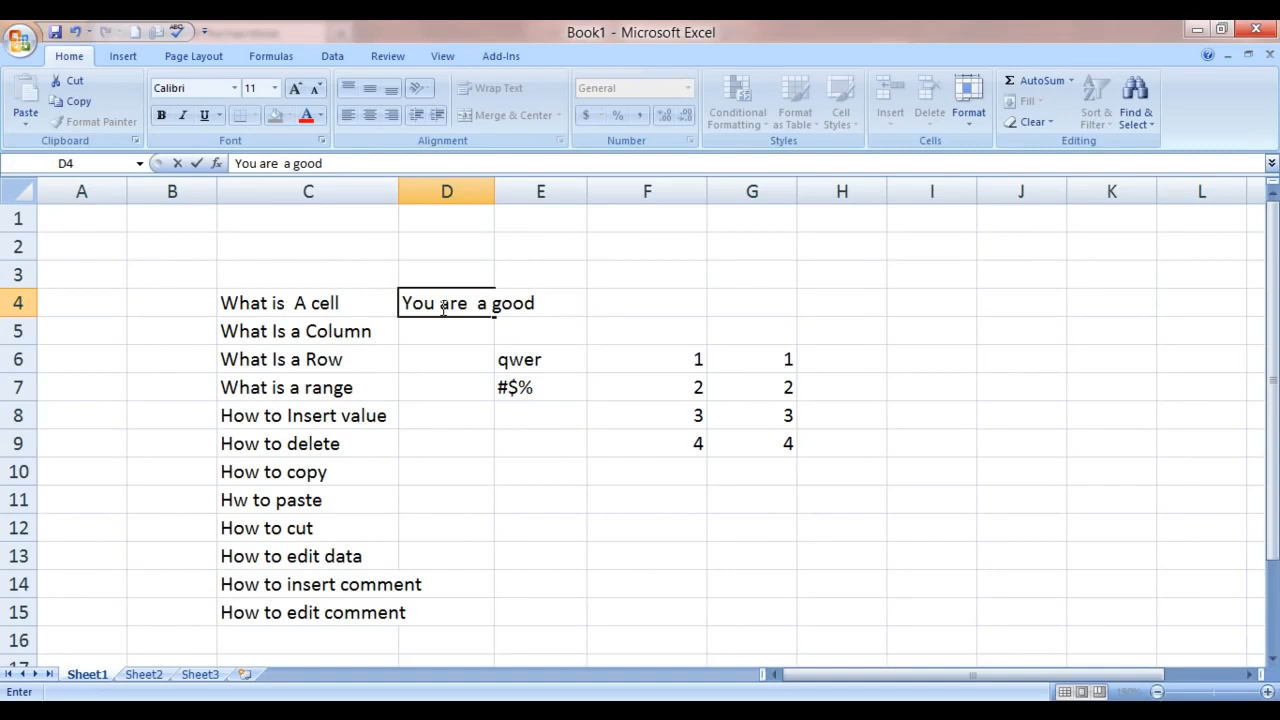 Book1 - Microsoft Excel
Home Insert Page Layout Formulas Data Review View Add-Ins
Paste Cut Calibri 11 Wrap Text General Conditional Formatting Format as Table Cell Styles Insert Delete Format AutoSum Sort & Filter Find & Select
Copy B I U A Merge & Center $ % , Fill
Format Painter Clear
Clipboard Font Alignment Number Styles Cells Editing
D4 fx You are  a good
A B C D E F G H I J K L
1
2
3
4 What is  A cell You are  a good
5 What Is a Column
6 What Is a Row qwer 1 1
7 What is a range #$% 2 2
8 How to Insert value 3 3
9 How to delete 4 4
10 How to copy
11 Hw to paste
12 How to cut
13 How to edit data
14 How to insert comment
15 How to edit comment
16
17
Sheet1 Sheet2 Sheet3
Enter